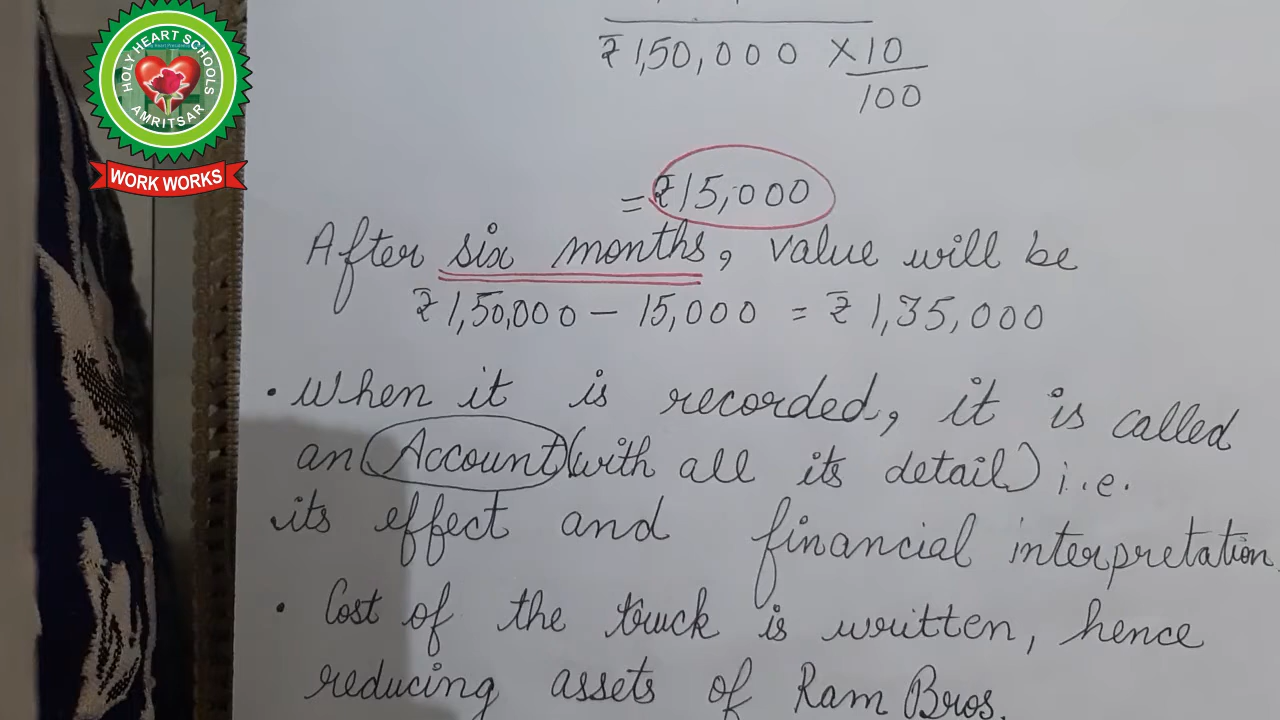 HOLY HEART SCHOOLS
AMRITSAR
WORK WORKS
₹1,50,000 X10
100
= ₹15,000
After six months, value will be
₹1,50,000 – 15,000 = ₹1,35,000
• When it is recorded, it is called
an Account (with all its detail) i.e.
its effect and financial interpretation.
• Cost of the truck is written, hence
reducing assets of Ram Bros.